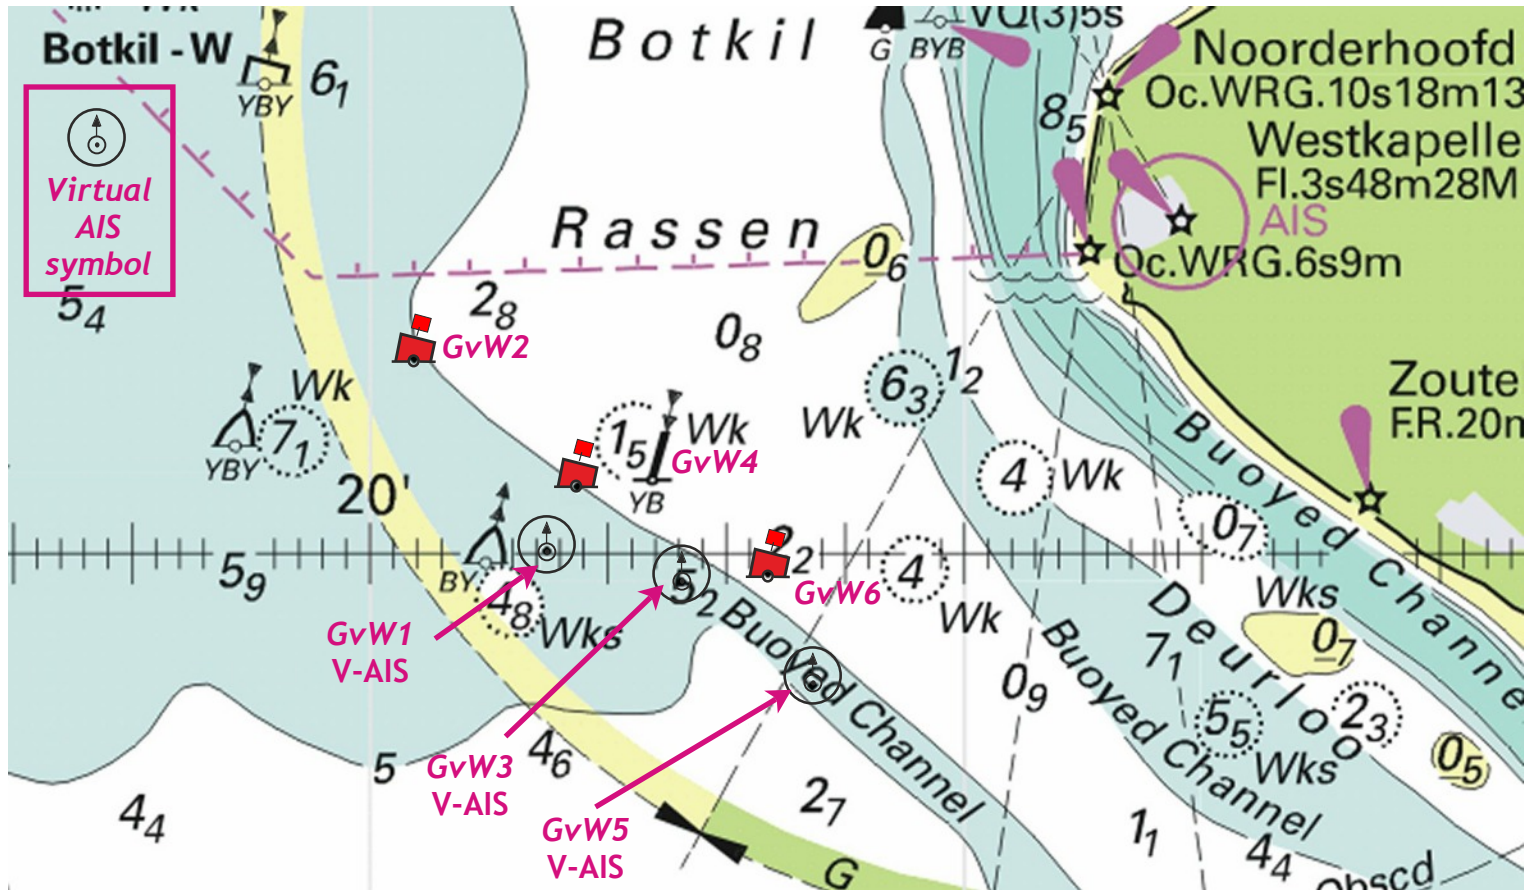 Botkil - W
YBY
6₁
Botkil
G
BYB
VQ(3)5s
Noorderhoofd
Oc.WRG.10s18m13
8₅
Westkapelle
Fl.3s48m28M
AIS
Oc.WRG.6s9m
Virtual
AIS
symbol
5₄
Rassen
0₆
2₈
0₈
GvW2
1₂
6₃
Zoute
F.R.20m
Wk
7₁
YBY
1₅
Wk
GvW4
YB
Wk
4
Wk
20'
0₇
Buoyed Channel
5₉
BY
4₈
Wks
5₂
2₂
GvW6
4
Wk
Wks
0₇
GvW1
V-AIS
Buoyed Channel
Deurloo
7₁
0₉
Buoyed Channel
5₅
Wks
2₃
0₅
4₆
5
GvW3
V-AIS
4₄
2₇
GvW5
V-AIS
1₁
4₄
G
Obscd